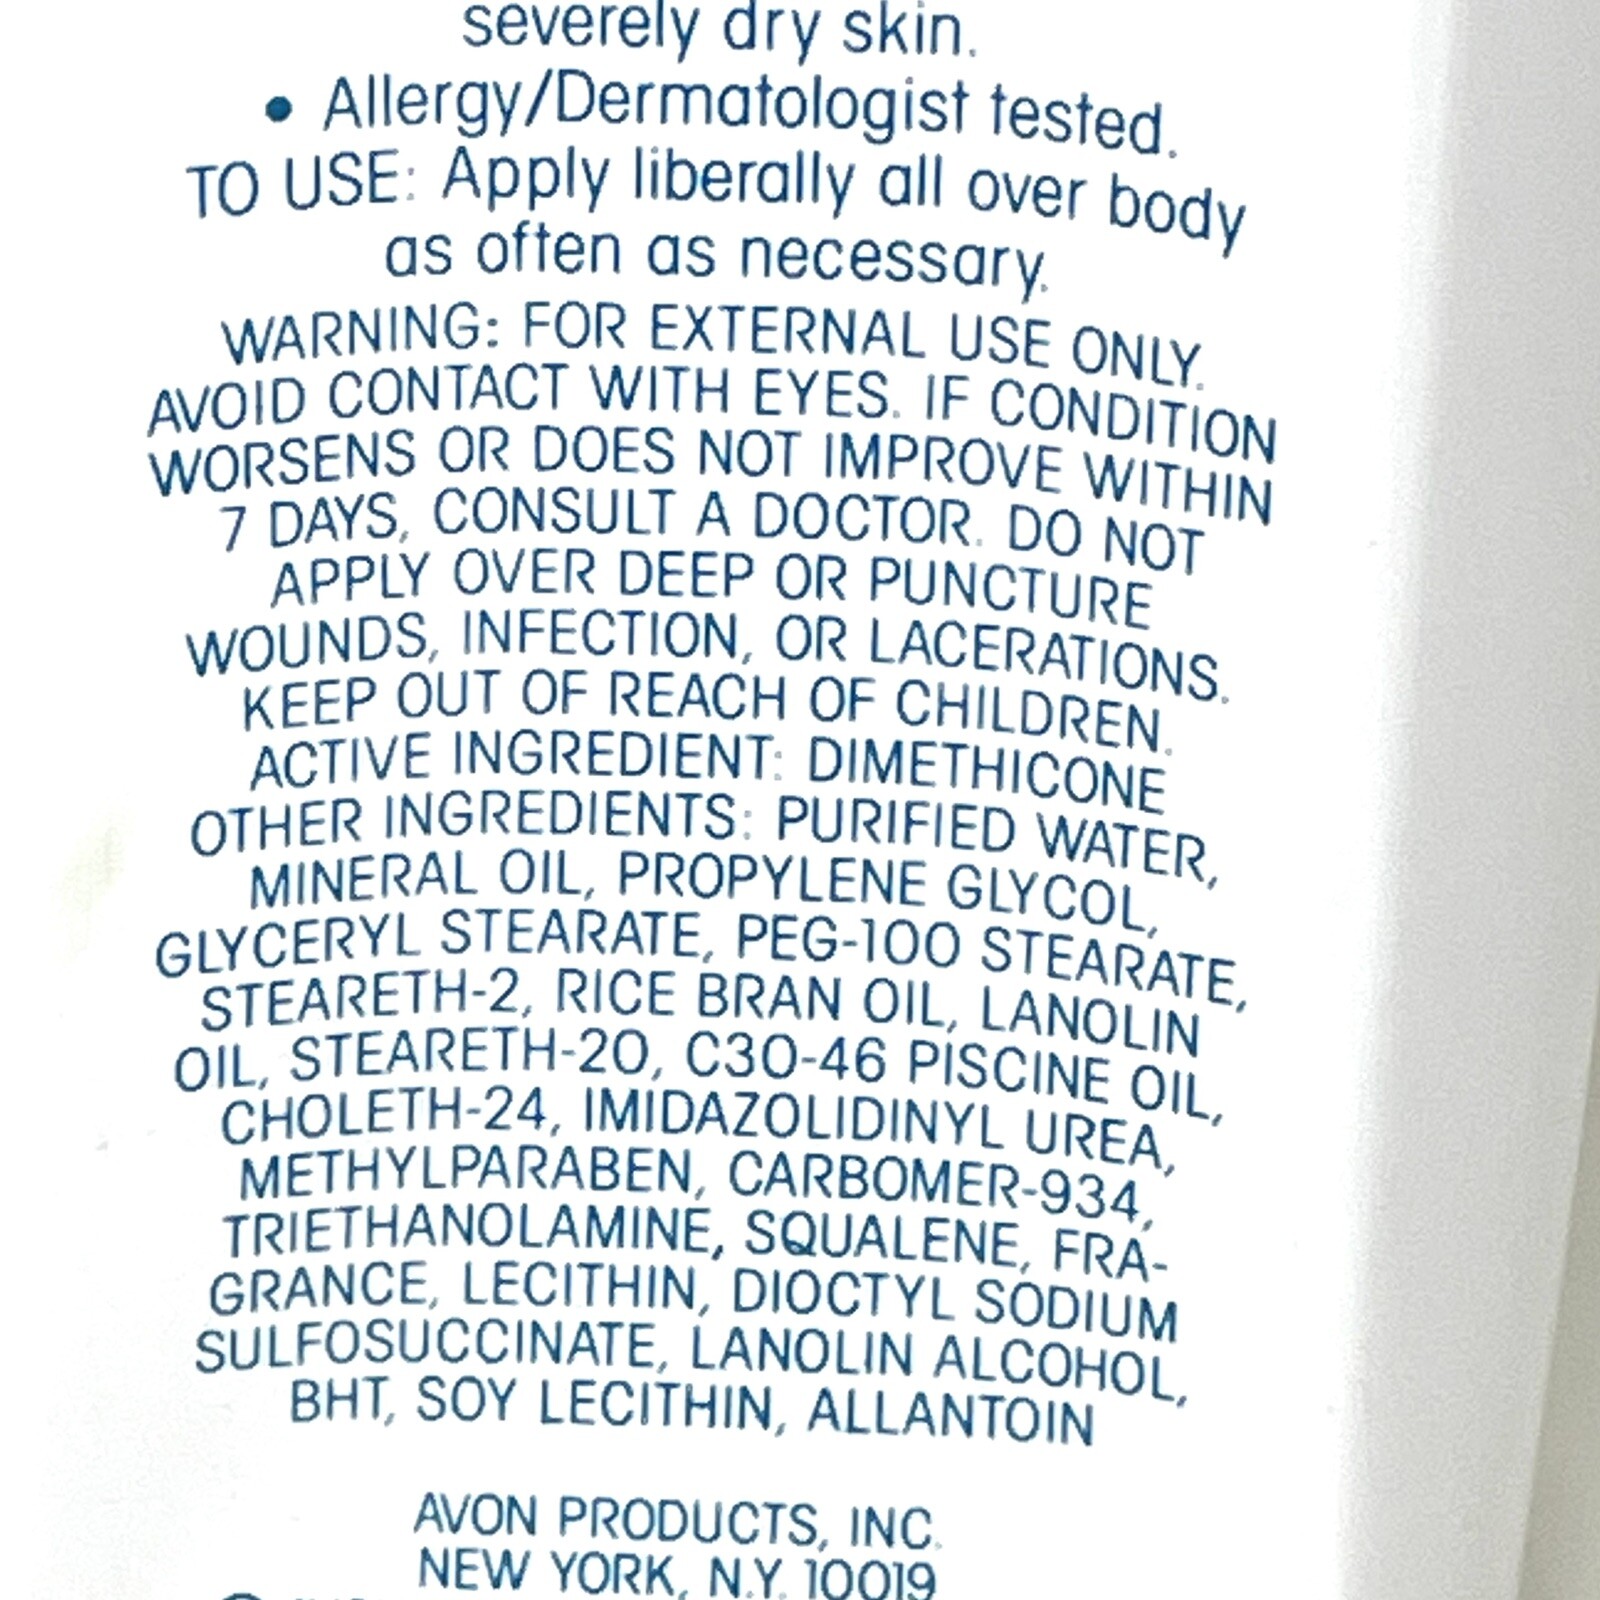 severely dry skin.
• Allergy/Dermatologist tested.
TO USE: Apply liberally all over body
as often as necessary.
WARNING: FOR EXTERNAL USE ONLY.
AVOID CONTACT WITH EYES. IF CONDITION
WORSENS OR DOES NOT IMPROVE WITHIN
7 DAYS, CONSULT A DOCTOR. DO NOT
APPLY OVER DEEP OR PUNCTURE
WOUNDS, INFECTION, OR LACERATIONS.
KEEP OUT OF REACH OF CHILDREN.
ACTIVE INGREDIENT: DIMETHICONE
OTHER INGREDIENTS: PURIFIED WATER,
MINERAL OIL, PROPYLENE GLYCOL,
GLYCERYL STEARATE, PEG-100 STEARATE,
STEARETH-2, RICE BRAN OIL, LANOLIN
OIL, STEARETH-20, C30-46 PISCINE OIL,
CHOLETH-24, IMIDAZOLIDINYL UREA,
METHYLPARABEN, CARBOMER-934,
TRIETHANOLAMINE, SQUALENE, FRA-
GRANCE, LECITHIN, DIOCTYL SODIUM
SULFOSUCCINATE, LANOLIN ALCOHOL,
BHT, SOY LECITHIN, ALLANTOIN
AVON PRODUCTS, INC.
NEW YORK, N.Y. 10019